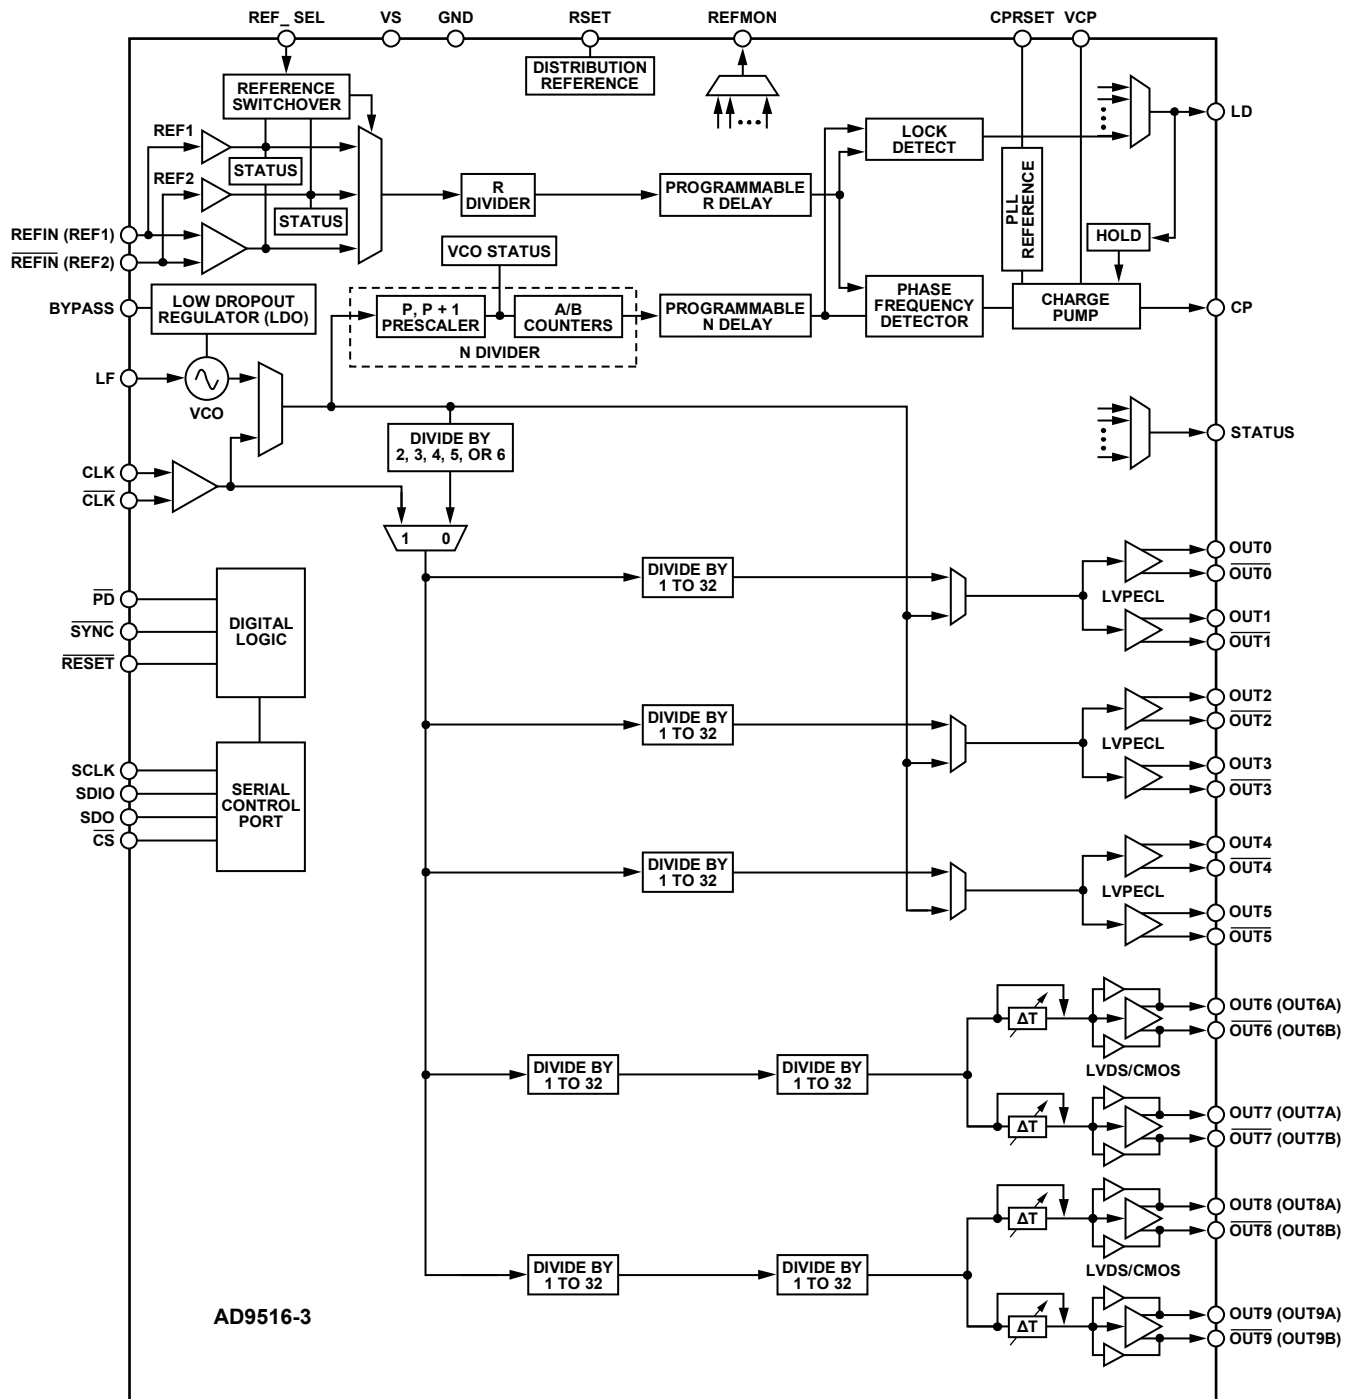 REF_ SEL
VS
GND
RSET
REFMON
CPRSET
VCP
DISTRIBUTION
REFERENCE
REFERENCE
SWITCHOVER
REF1
STATUS
REF2
STATUS
R
DIVIDER
PROGRAMMABLE
R DELAY
LOCK
DETECT
LD
PLL
REFERENCE
HOLD
REFIN (REF1)
REFIN (REF2)
VCO STATUS
BYPASS
LOW DROPOUT
REGULATOR (LDO)
P, P + 1
PRESCALER
A/B
COUNTERS
N DIVIDER
PROGRAMMABLE
N DELAY
PHASE
FREQUENCY
DETECTOR
CHARGE
PUMP
CP
LF
VCO
STATUS
DIVIDE BY
2, 3, 4, 5, OR 6
CLK
CLK
1 0
PD
SYNC
RESET
DIGITAL
LOGIC
DIVIDE BY
1 TO 32
LVPECL
OUT0
OUT0
OUT1
OUT1
DIVIDE BY
1 TO 32
LVPECL
OUT2
OUT2
OUT3
OUT3
SCLK
SDIO
SDO
CS
SERIAL
CONTROL
PORT
DIVIDE BY
1 TO 32
LVPECL
OUT4
OUT4
OUT5
OUT5
DIVIDE BY
1 TO 32
DIVIDE BY
1 TO 32
ΔT
ΔT
LVDS/CMOS
OUT6 (OUT6A)
OUT6 (OUT6B)
OUT7 (OUT7A)
OUT7 (OUT7B)
DIVIDE BY
1 TO 32
DIVIDE BY
1 TO 32
ΔT
ΔT
LVDS/CMOS
OUT8 (OUT8A)
OUT8 (OUT8B)
OUT9 (OUT9A)
OUT9 (OUT9B)
AD9516-3